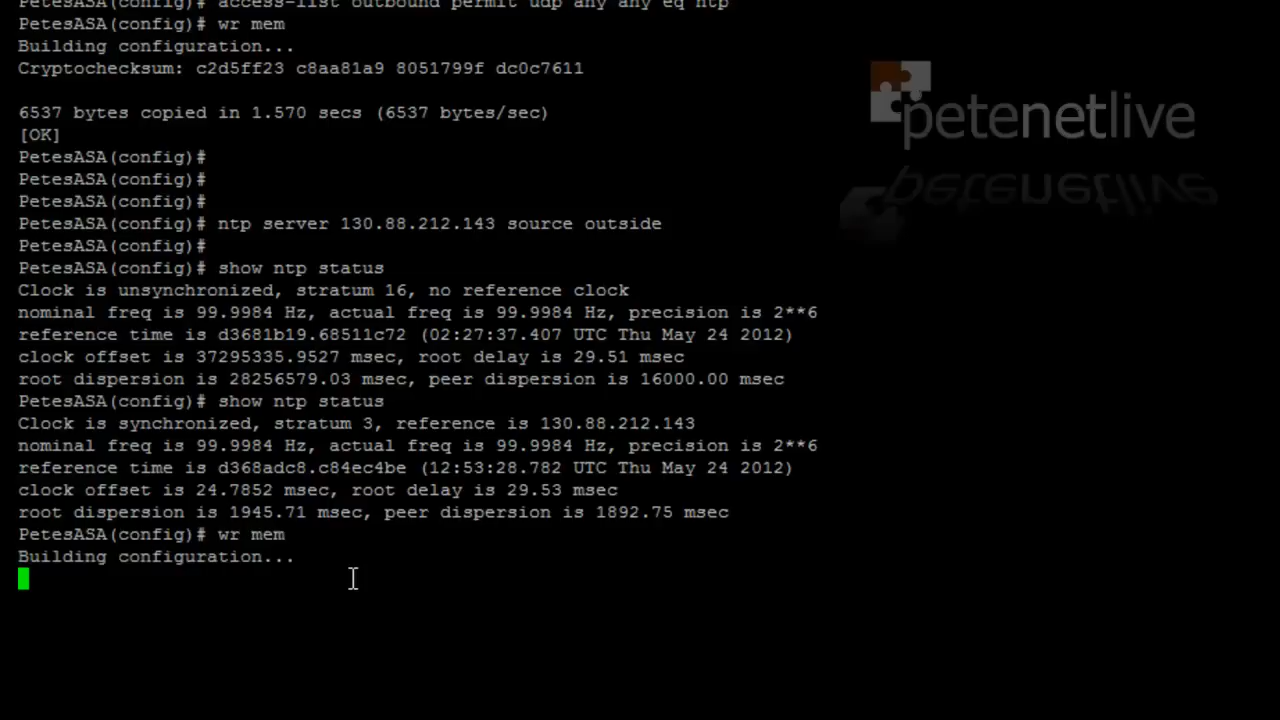 access-list outbound permit udp any any eq ntp
PetesASA(config)# wr mem
Building configuration...
Cryptochecksum: c2d5ff23 c8aa81a9 8051799f dc0c7611
6537 bytes copied in 1.570 secs (6537 bytes/sec)
[OK]
PetesASA(config)#
PetesASA(config)#
PetesASA(config)#
PetesASA(config)# ntp server 130.88.212.143 source outside
PetesASA(config)#
PetesASA(config)# show ntp status
Clock is unsynchronized, stratum 16, no reference clock
nominal freq is 99.9984 Hz, actual freq is 99.9984 Hz, precision is 2**6
reference time is d3681b19.68511c72 (02:27:37.407 UTC Thu May 24 2012)
clock offset is 37295335.9527 msec, root delay is 29.51 msec
root dispersion is 28256579.03 msec, peer dispersion is 16000.00 msec
PetesASA(config)# show ntp status
Clock is synchronized, stratum 3, reference is 130.88.212.143
nominal freq is 99.9984 Hz, actual freq is 99.9984 Hz, precision is 2**6
reference time is d368adc8.c84ec4be (12:53:28.782 UTC Thu May 24 2012)
clock offset is 24.7852 msec, root delay is 29.53 msec
root dispersion is 1945.71 msec, peer dispersion is 1892.75 msec
PetesASA(config)# wr mem
Building configuration...
petenetlive